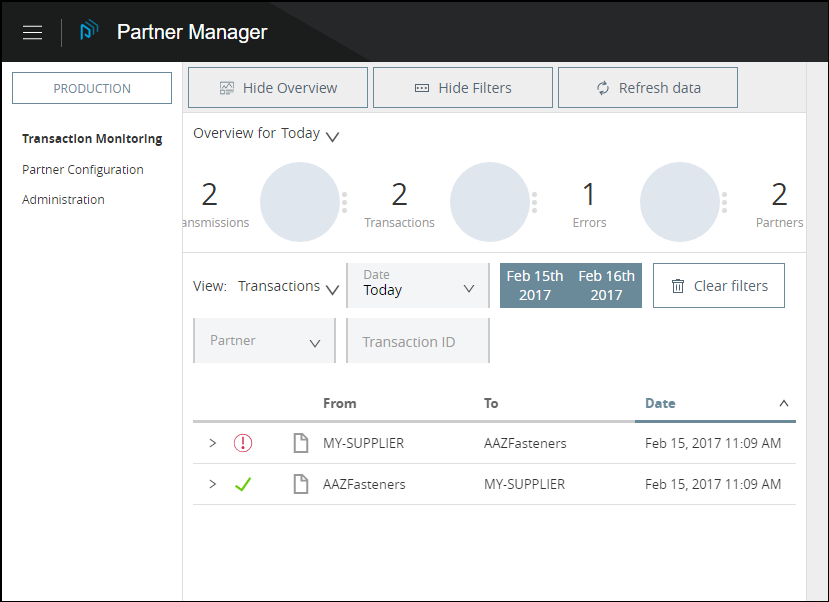 Partner Manager
PRODUCTION
Transaction Monitoring
Partner Configuration
Administration
Hide Overview
Hide Filters
Refresh data
Overview for Today
2
ansmissions
2
Transactions
1
Errors
2
Partners
View: Transactions
Date
Today
Feb 15th
2017
Feb 16th
2017
Clear filters
Partner
Transaction ID
From To Date
MY-SUPPLIER AAZFasteners Feb 15, 2017 11:09 AM
AAZFasteners MY-SUPPLIER Feb 15, 2017 11:09 AM